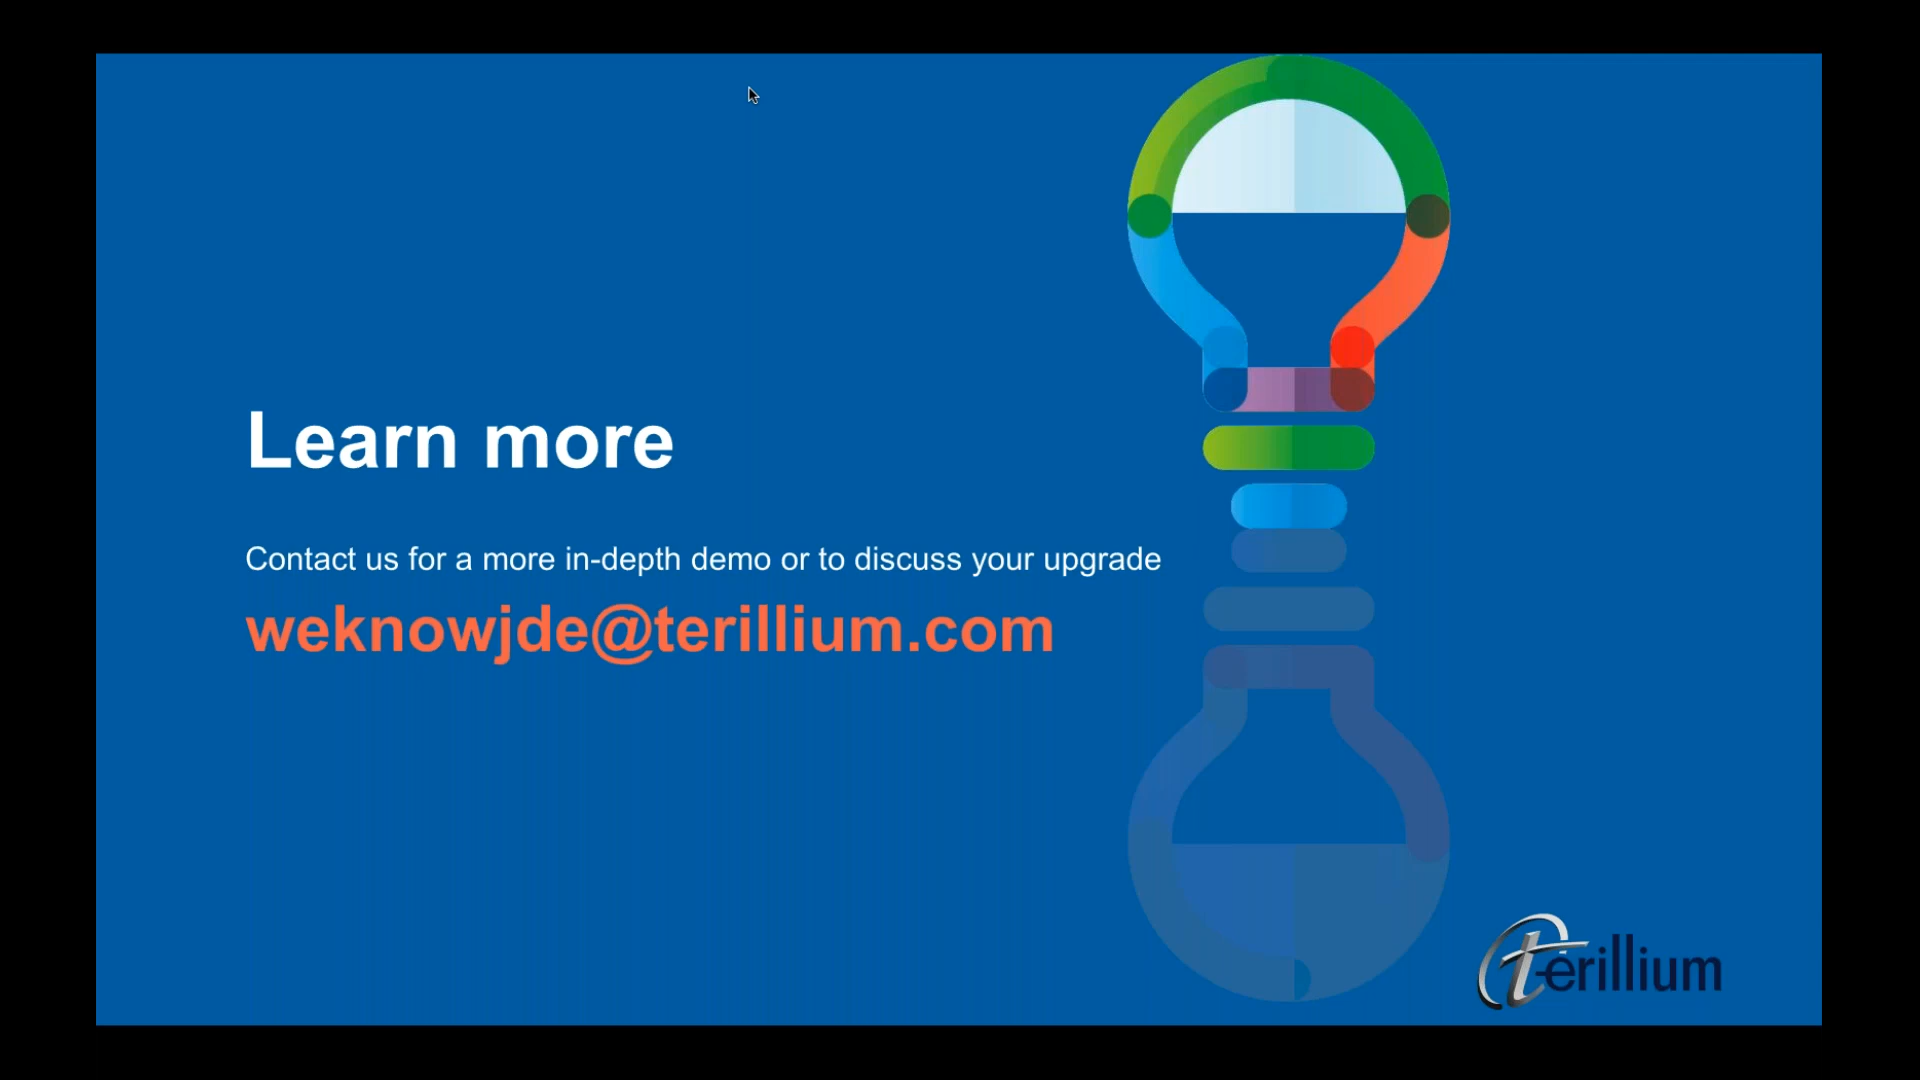 Learn more
Contact us for a more in-depth demo or to discuss your upgrade
weknowjde@terillium.com
terillium